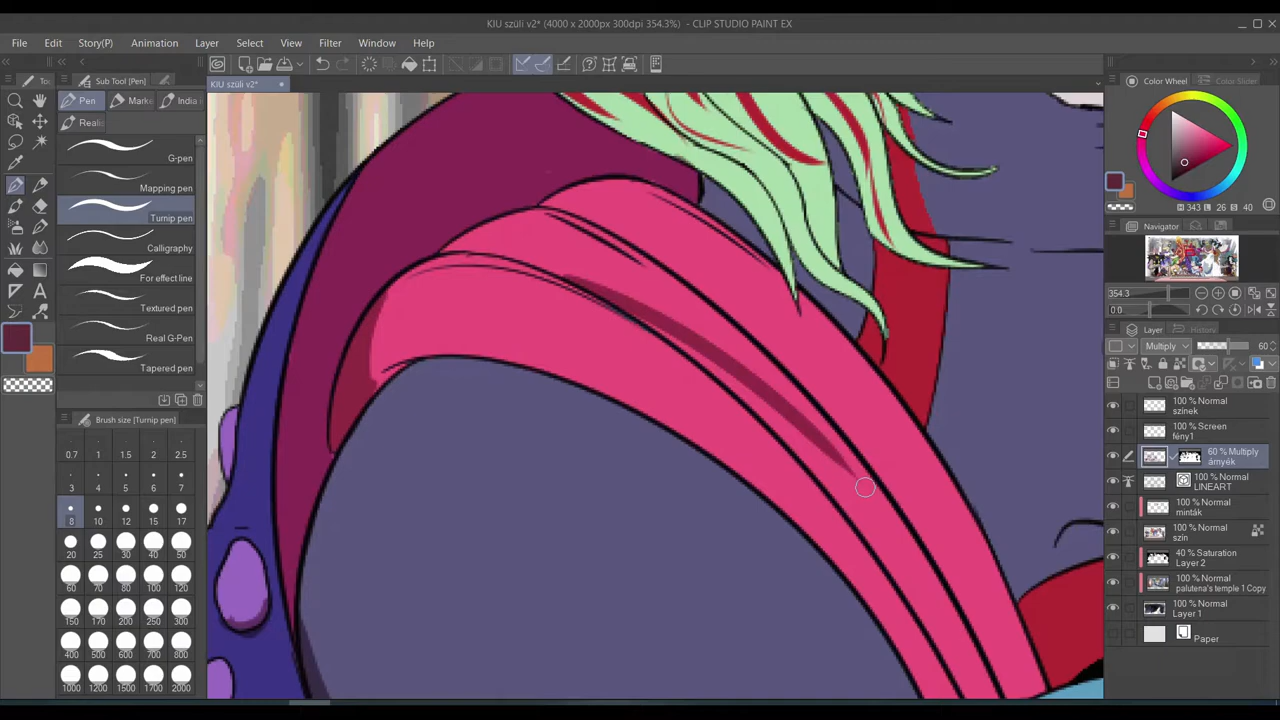 KIU szüli v2* (4000 x 2000px 300dpi 354.3%) - CLIP STUDIO PAINT EX
File Edit Story(P) Animation Layer Select View Filter Window Help
Sub Tool [Pen]
KIU szüli v2*
Color Wheel Color Slider
Pen Marke India
Realis
G-pen
Mapping pen
Turnip pen
Calligraphy
For effect line
Textured pen
Real G-Pen
Tapered pen
Brush size [Turnip pen]
0.7 1 1.5 2 2.5
3 4 5 6 7
8 10 12 15 17
20 25 30 40 50
60 70 80 100 120
150 170 200 250 300
400 500 600 700 800
1000 1200 1500 1700 2000
H 343 L 26 S 40
Navigator
354.3
0.0
Layer History
Multiply 60
100 % Normal
színek
100 % Screen
fény1
60 % Multiply
árnyék
100 % Normal
LINEART
100 % Normal
minták
100 % Normal
szín
40 % Saturation
Layer 2
100 % Normal
palutena's temple 1 Copy
100 % Normal
Layer 1
Paper